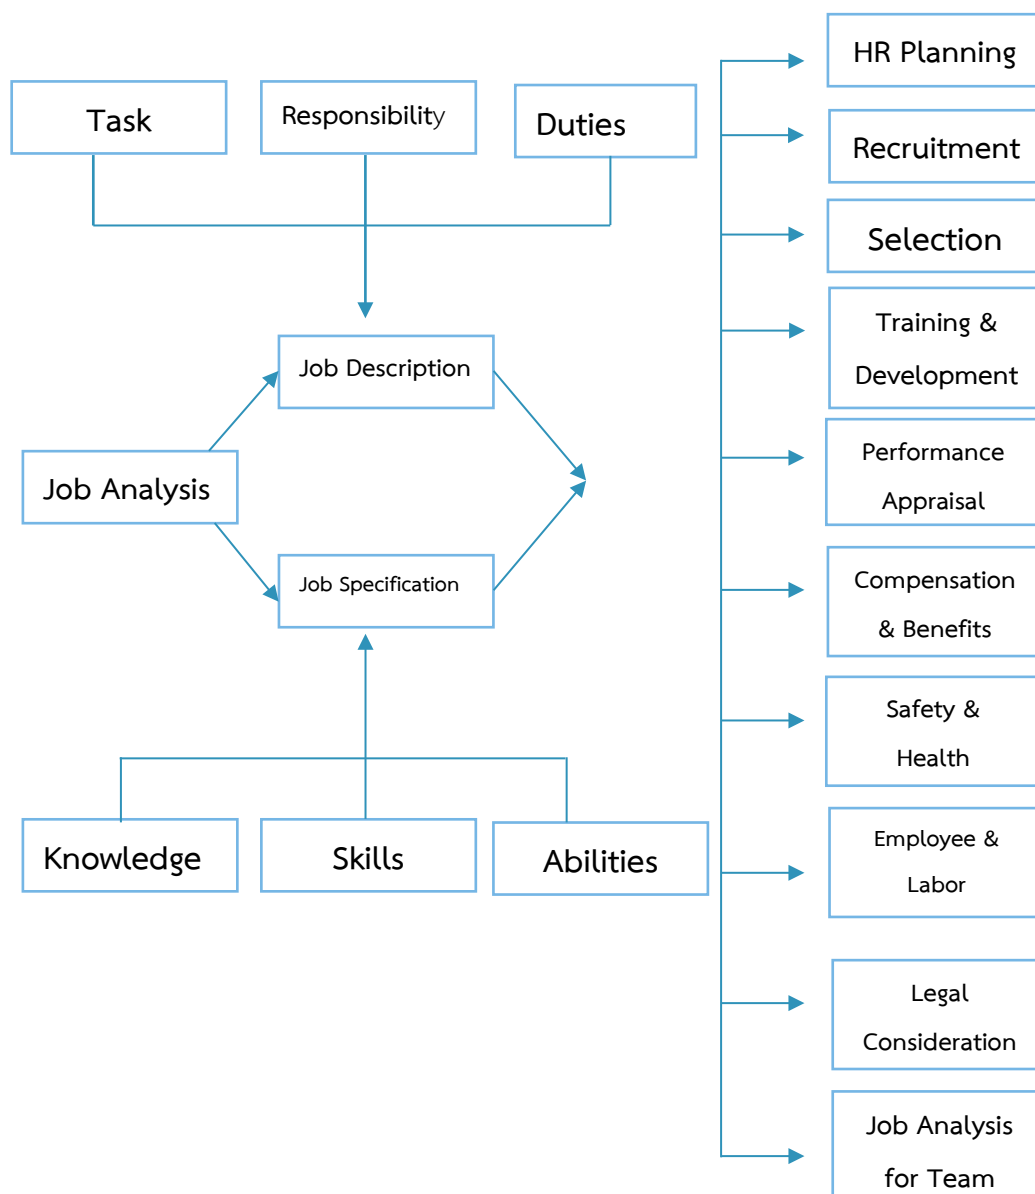 Task
Responsibility
Duties
Job Description
Job Analysis
Job Specification
Knowledge
Skills
Abilities
HR Planning
Recruitment
Selection
Training &
Development
Performance
Appraisal
Compensation
& Benefits
Safety &
Health
Employee &
Labor
Legal
Consideration
Job Analysis
for Team